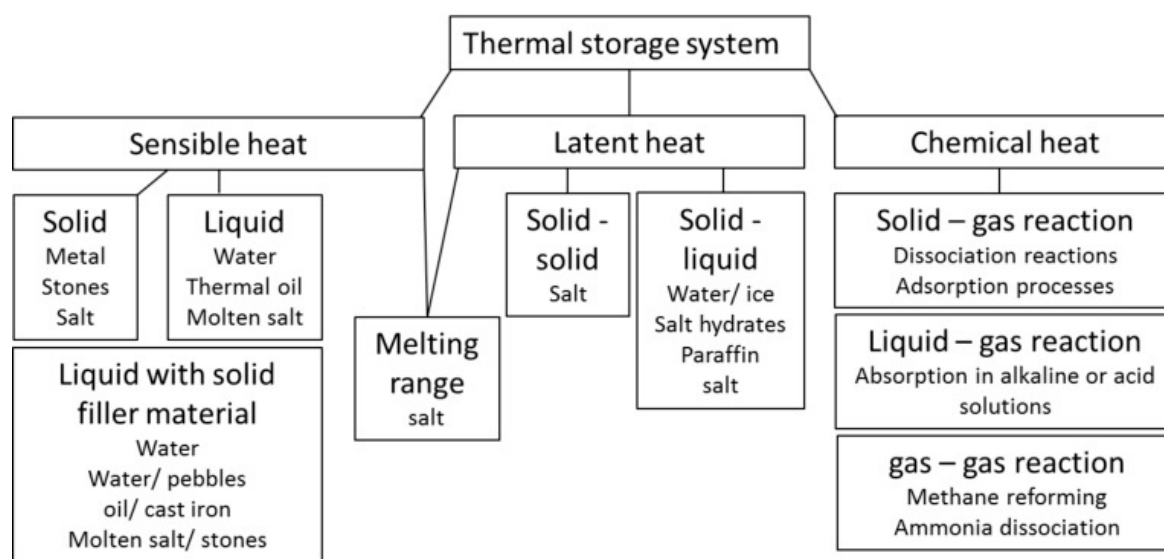 Thermal storage system
Sensible heat
Latent heat
Chemical heat
Solid
Metal
Stones
Salt
Liquid
Water
Thermal oil
Molten salt
Liquid with solid
filler material
Water
Water/ pebbles
oil/ cast iron
Molten salt/ stones
Melting
range
salt
Solid -
solid
Salt
Solid -
liquid
Water/ ice
Salt hydrates
Paraffin
salt
Solid – gas reaction
Dissociation reactions
Adsorption processes
Liquid – gas reaction
Absorption in alkaline or acid
solutions
gas – gas reaction
Methane reforming
Ammonia dissociation